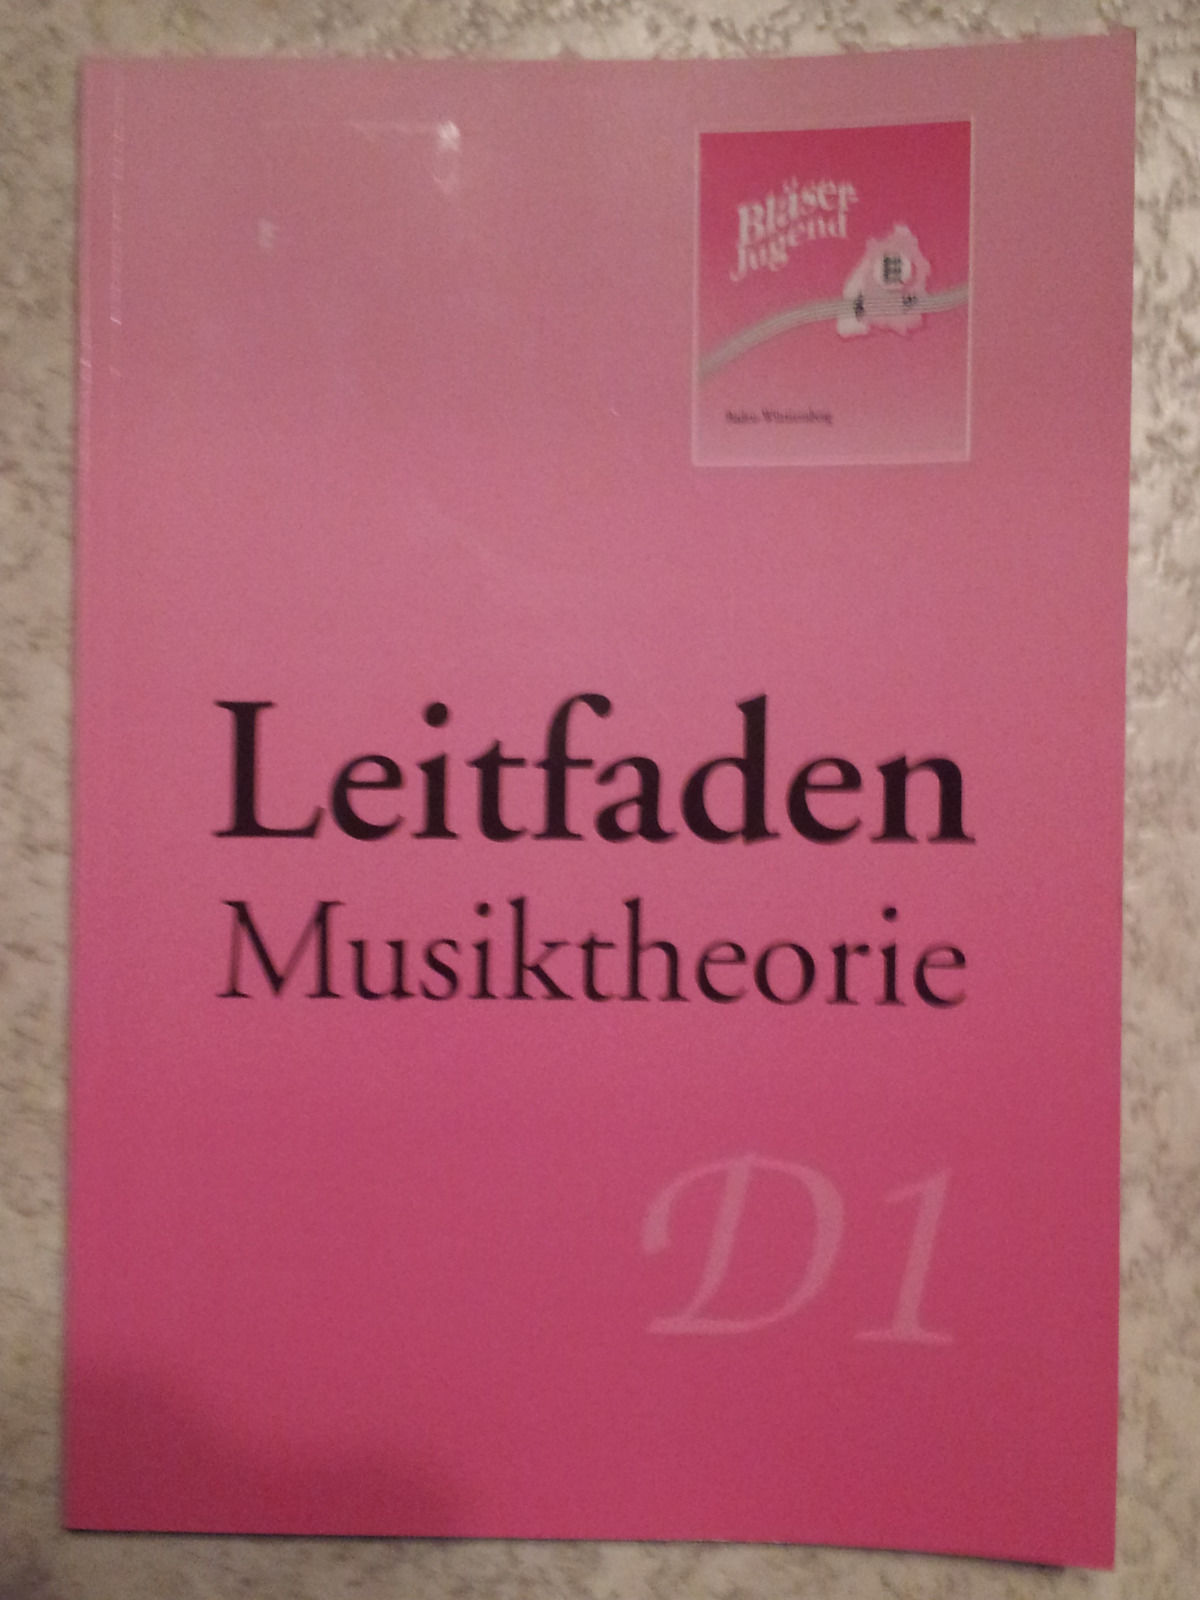 Bläser
Jugend
Baden-Württemberg
Leitfaden
Musiktheorie
D1